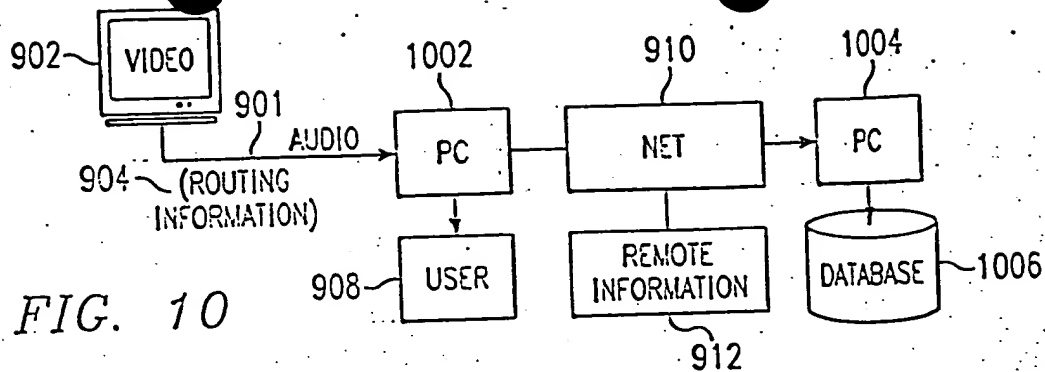 902
VIDEO
901
AUDIO
904
(ROUTING
INFORMATION)
1002
PC
910
NET
1004
PC
908
USER
REMOTE
INFORMATION
912
DATABASE
1006
FIG. 10